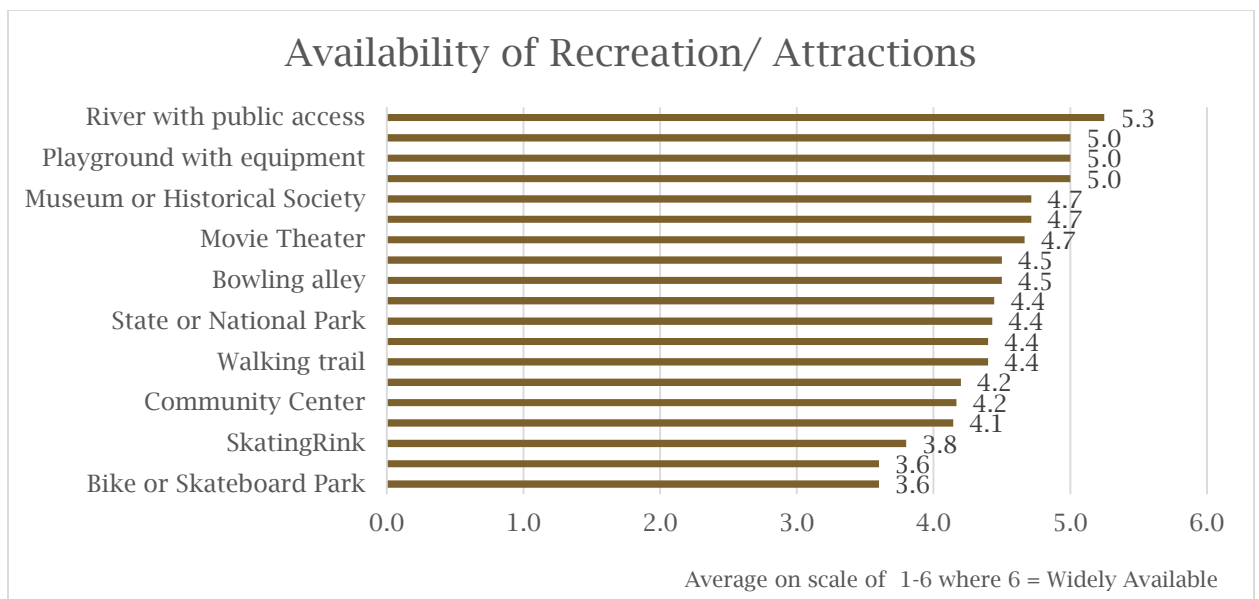 Availability of Recreation/ Attractions
River with public access 5.3
5.0
Playground with equipment 5.0
5.0
Museum or Historical Society 4.7
4.7
Movie Theater 4.7
4.5
Bowling alley 4.5
4.4
State or National Park 4.4
4.4
Walking trail 4.4
4.2
Community Center 4.2
4.1
SkatingRink 3.8
3.6
Bike or Skateboard Park 3.6
0.0 1.0 2.0 3.0 4.0 5.0 6.0
Average on scale of 1-6 where 6 = Widely Available